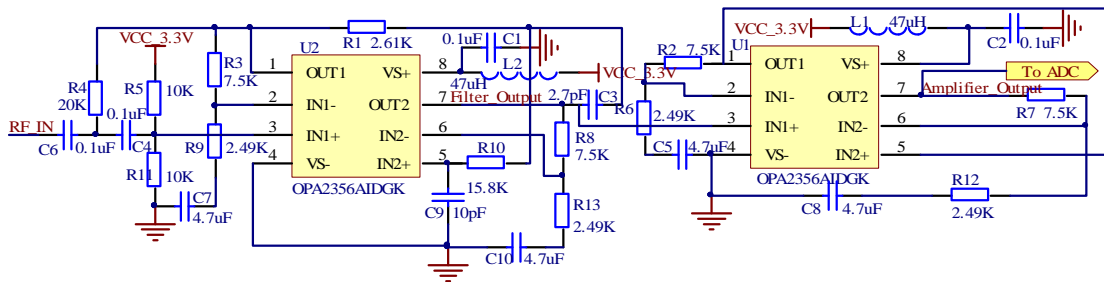 U2
R1 2.61K
VCC_3.3V
0.1uF
C1
R3
7.5K
1
OUT1
VS+
8
L2
47uH
VCC_3.3V
R4
20K
R5
10K
2
IN1-
OUT2
7
Filter_Output
2.7pF
C3
0.1uF
RF_IN
C6
0.1uF
C4
R9
2.49K
3
IN1+
IN2-
6
R8
7.5K
4
VS-
IN2+
5
R10
15.8K
R11
10K
OPA2356AIDGK
C7
4.7uF
C9
10pF
R13
2.49K
C10
4.7uF
VCC_3.3V
L1
47uH
C2
0.1uF
U1
R2 7.5K
1
OUT1
VS+
8
To ADC
2
IN1-
OUT2
7
Amplifier_Output
R6
2.49K
R7 7.5K
3
IN1+
IN2-
6
C5
4.7uF
4
VS-
IN2+
5
OPA2356AIDGK
R12
2.49K
C8
4.7uF